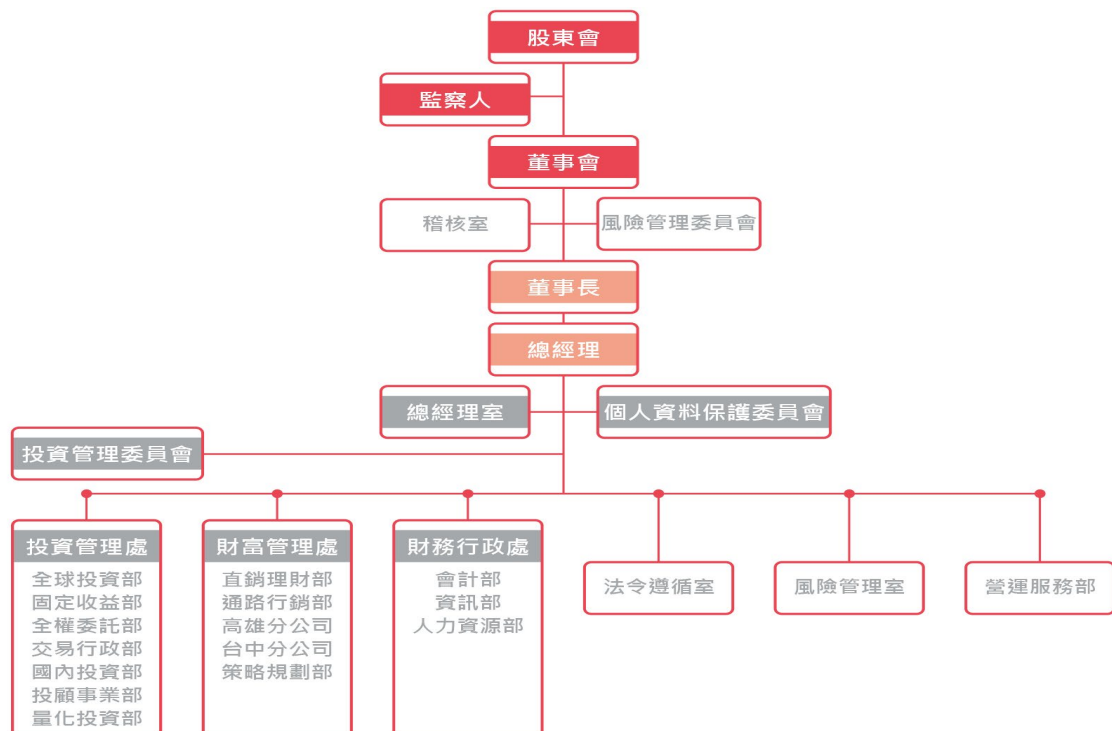 股東會
監察人
董事會
稽核室
風險管理委員會
董事長
總經理
總經理室
個人資料保護委員會
投資管理委員會
投資管理處
全球投資部
固定收益部
全權委託部
交易行政部
國內投資部
投顧事業部
量化投資部
財富管理處
直銷理財部
通路行銷部
高雄分公司
台中分公司
策略規劃部
財務行政處
會計部
資訊部
人力資源部
法令遵循室
風險管理室
營運服務部